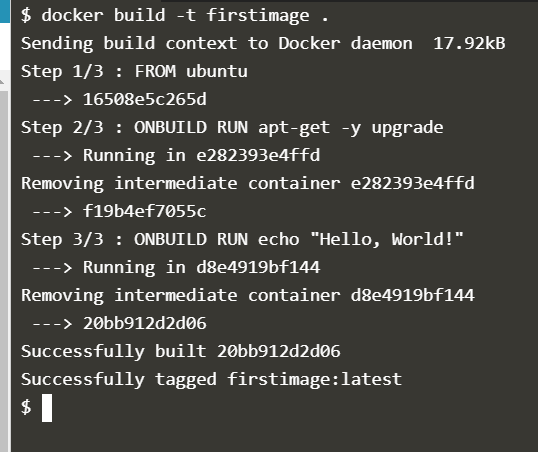 $ docker build -t firstimage .
Sending build context to Docker daemon  17.92kB
Step 1/3 : FROM ubuntu
 ---> 16508e5c265d
Step 2/3 : ONBUILD RUN apt-get -y upgrade
 ---> Running in e282393e4ffd
Removing intermediate container e282393e4ffd
 ---> f19b4ef7055c
Step 3/3 : ONBUILD RUN echo "Hello, World!"
 ---> Running in d8e4919bf144
Removing intermediate container d8e4919bf144
 ---> 20bb912d2d06
Successfully built 20bb912d2d06
Successfully tagged firstimage:latest
$